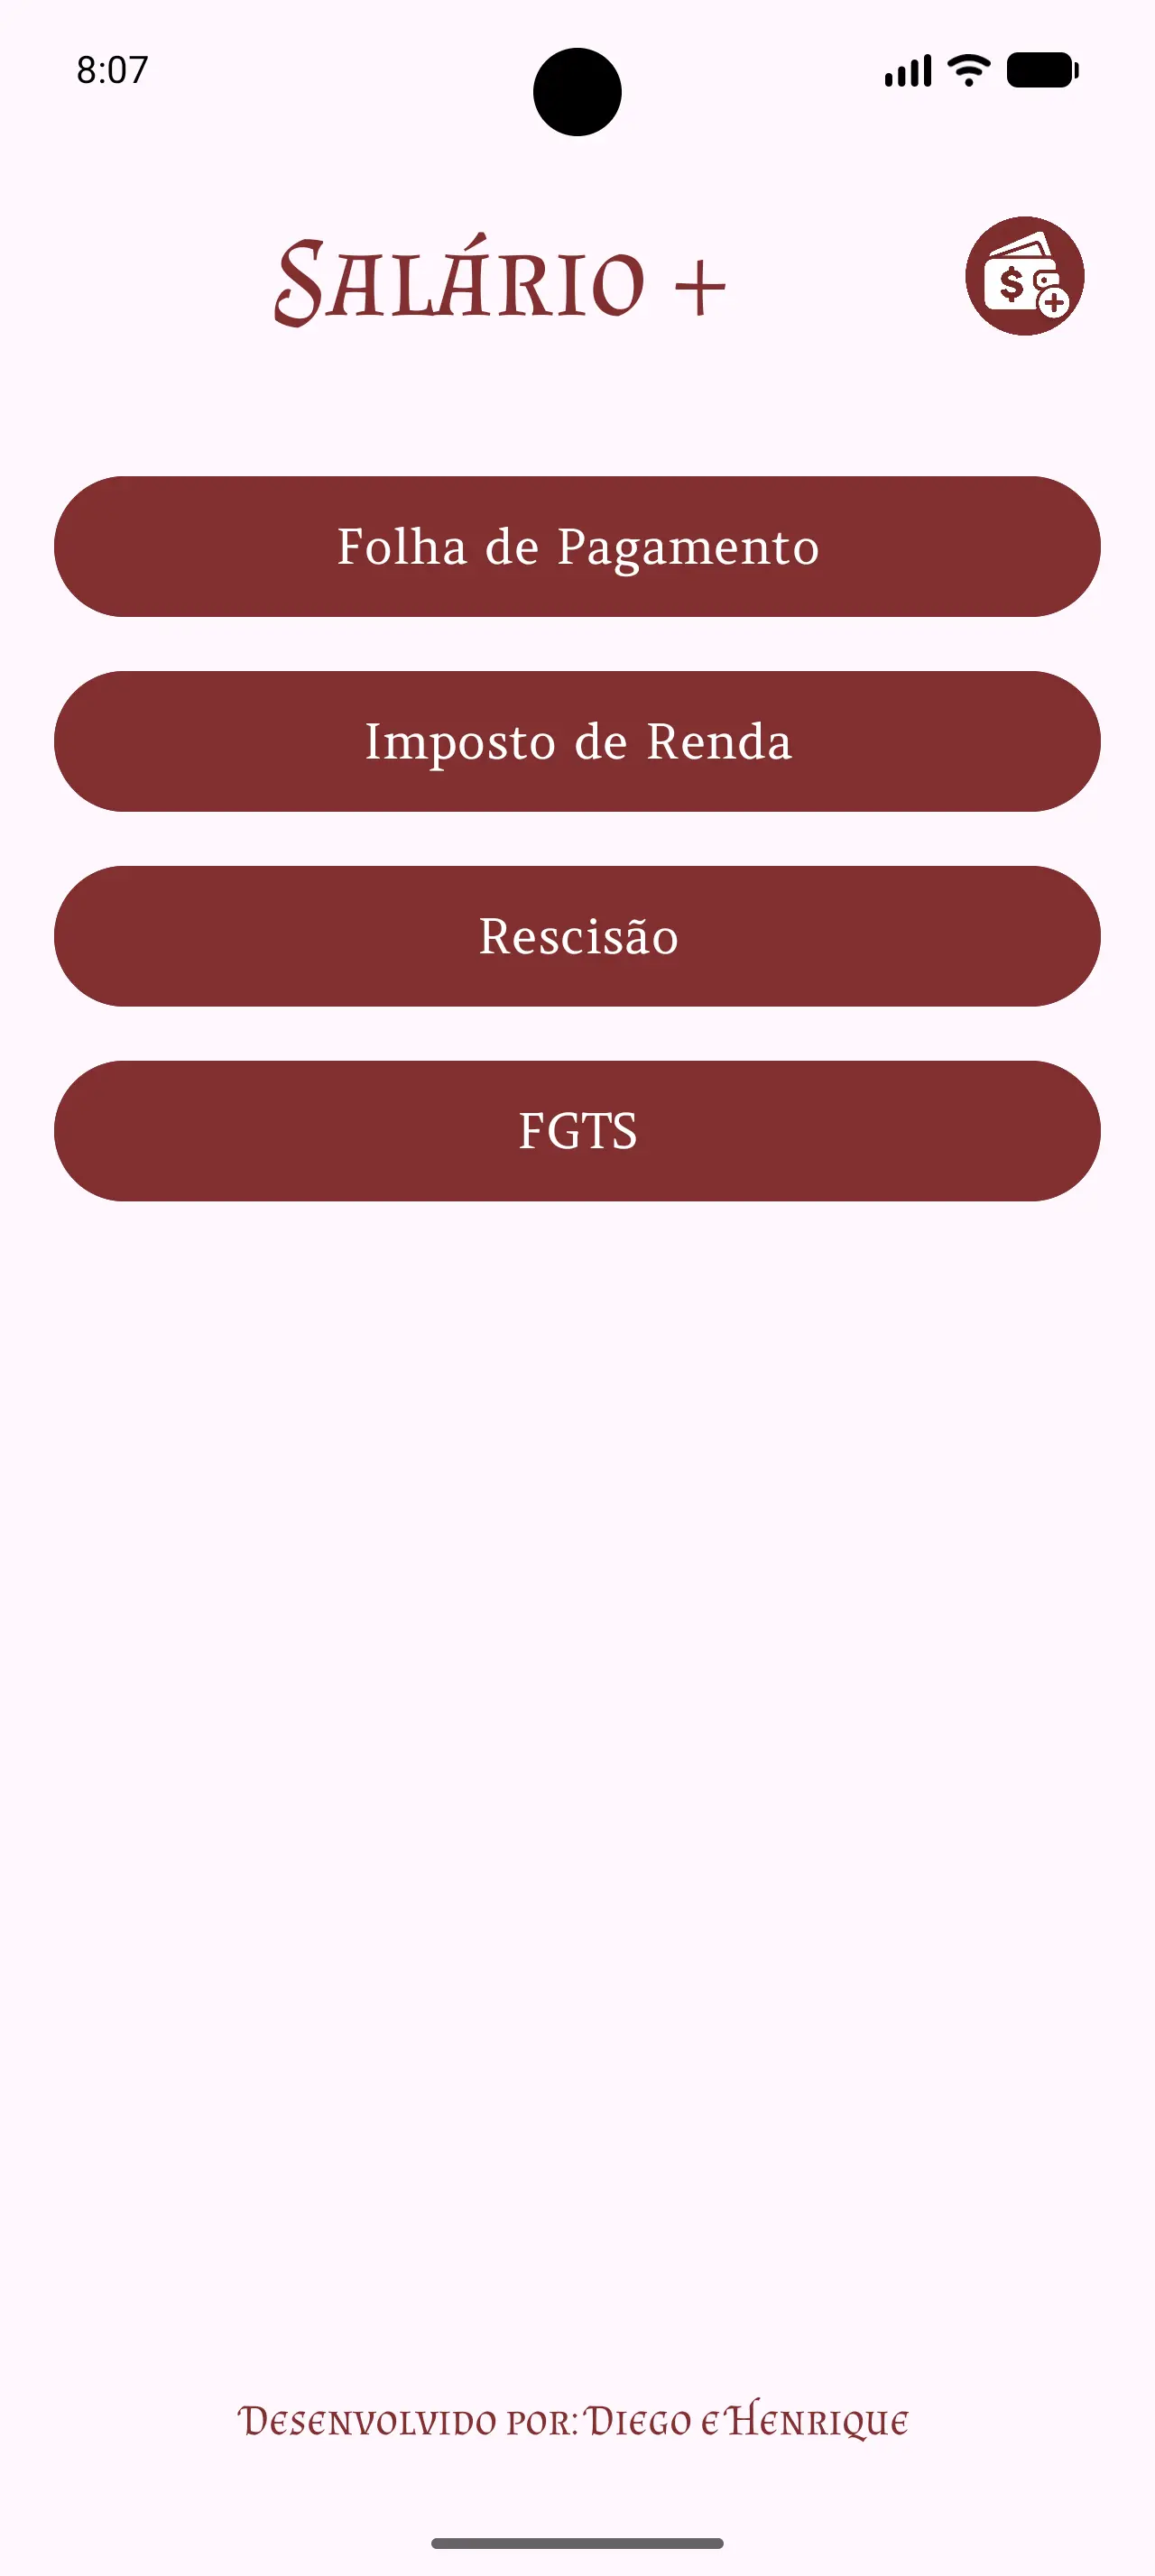 8:07
Salário +
$
Folha de Pagamento
Imposto de Renda
Rescisão
FGTS
Desenvolvido por: Diego e Henrique